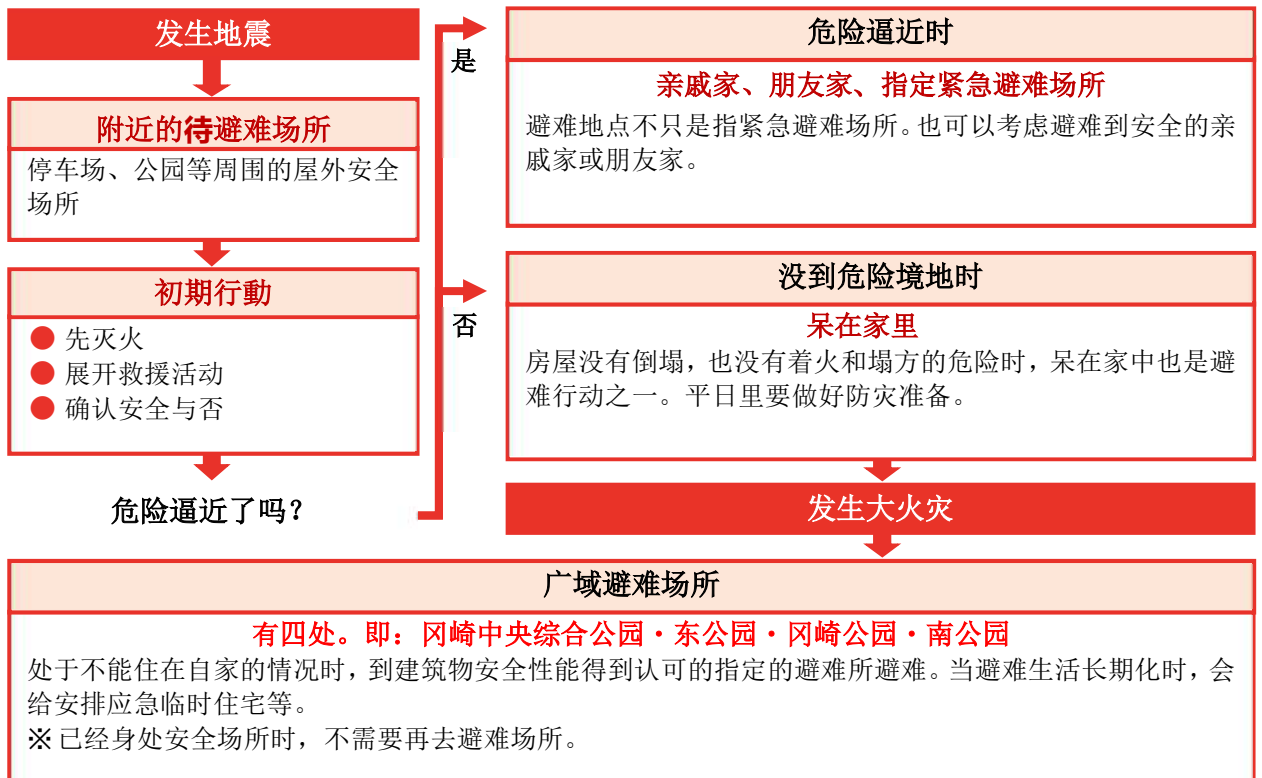 发生地震
附近的待避难场所
停车场、公园等周围的屋外安全
场所
初期行動
● 先灭火
● 展开救援活动
● 确认安全与否
危险逼近了吗？
是
危险逼近时
亲戚家、朋友家、指定紧急避难场所
避难地点不只是指紧急避难场所。也可以考虑避难到安全的亲
戚家或朋友家。
否
没到危险境地时
呆在家里
房屋没有倒塌，也没有着火和塌方的危险时，呆在家中也是避
难行动之一。平日里要做好防灾准备。
发生大火灾
广域避难场所
有四处。即：冈崎中央综合公园・东公园・冈崎公园・南公园
处于不能住在自家的情况时，到建筑物安全性能得到认可的指定的避难所避难。当避难生活长期化时，会
给安排应急临时住宅等。
※ 已经身处安全场所时，不需要再去避难场所。